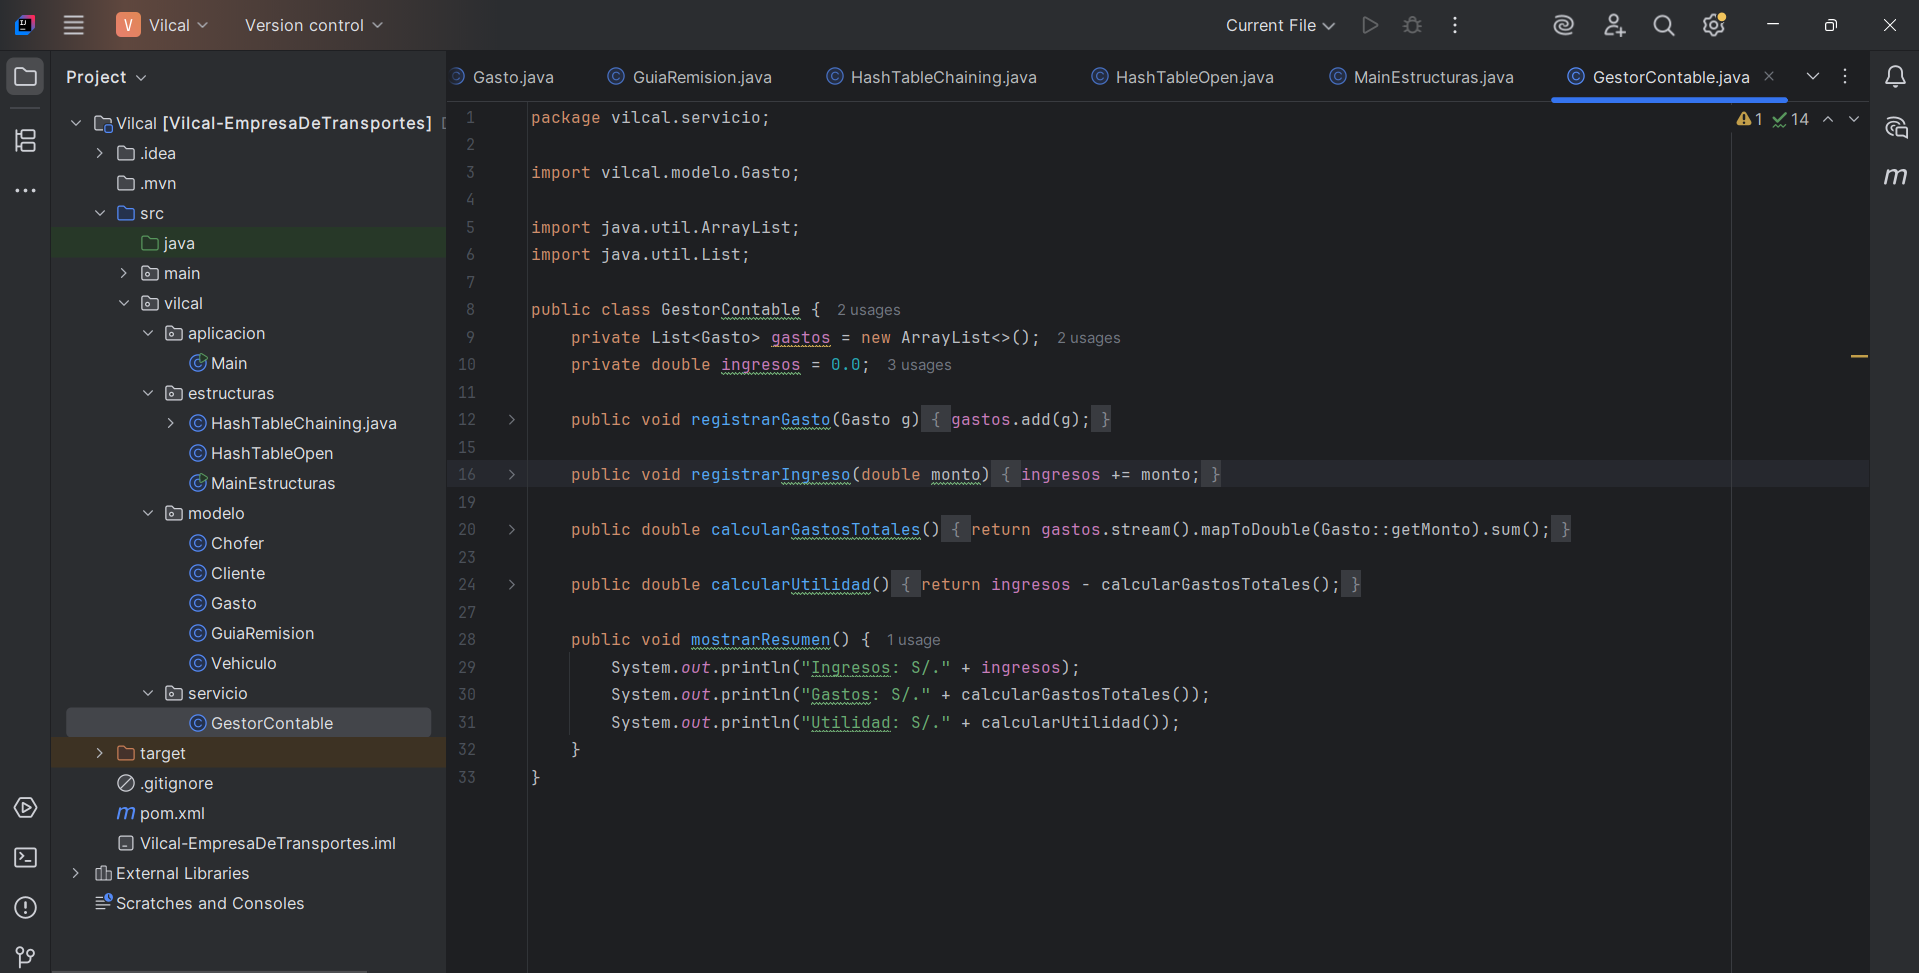 V Vilcal Version control Current File
Project
Gasto.java GuiaRemision.java HashTableChaining.java HashTableOpen.java MainEstructuras.java GestorContable.java
Vilcal [Vilcal-EmpresaDeTransportes]
.idea
.mvn
src
java
main
vilcal
aplicacion
Main
estructuras
HashTableChaining.java
HashTableOpen
MainEstructuras
modelo
Chofer
Cliente
Gasto
GuiaRemision
Vehiculo
servicio
GestorContable
target
.gitignore
m pom.xml
Vilcal-EmpresaDeTransportes.iml
External Libraries
Scratches and Consoles
1 14
m
1 package vilcal.servicio;
2
3 import vilcal.modelo.Gasto;
4
5 import java.util.ArrayList;
6 import java.util.List;
7
8 public class GestorContable { 2 usages
9 private List<Gasto> gastos = new ArrayList<>(); 2 usages
10 private double ingresos = 0.0; 3 usages
11
12 public void registrarGasto(Gasto g) { gastos.add(g); }
15
16 public void registrarIngreso(double monto) { ingresos += monto; }
19
20 public double calcularGastosTotales() { return gastos.stream().mapToDouble(Gasto::getMonto).sum(); }
23
24 public double calcularUtilidad() { return ingresos - calcularGastosTotales(); }
27
28 public void mostrarResumen() { 1 usage
29 System.out.println("Ingresos: S/." + ingresos);
30 System.out.println("Gastos: S/." + calcularGastosTotales());
31 System.out.println("Utilidad: S/." + calcularUtilidad());
32 }
33 }